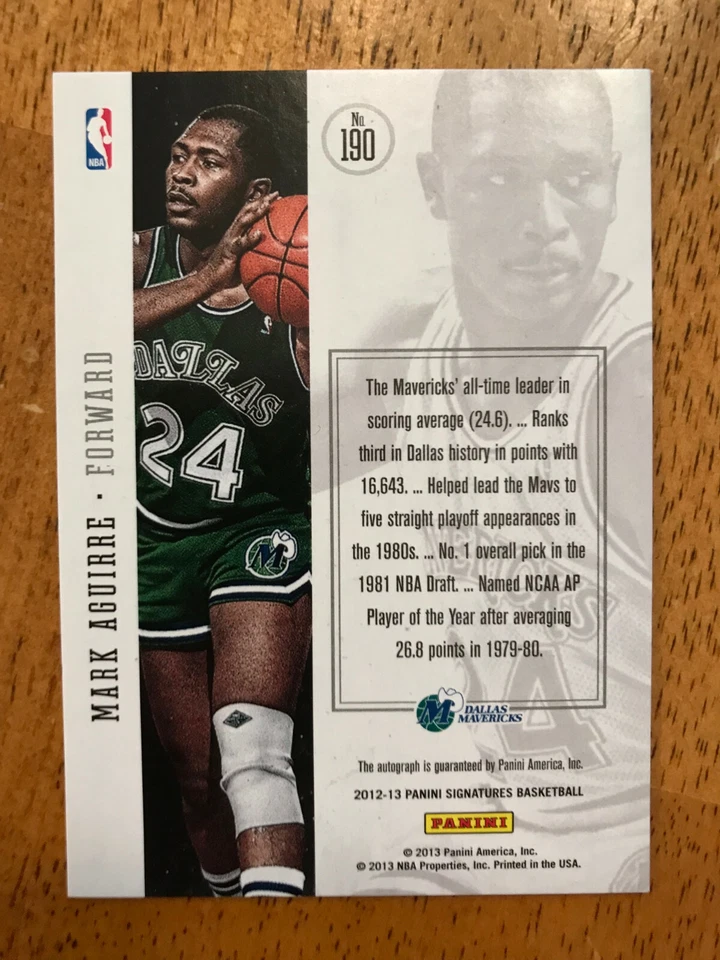 NBA
MARK AGUIRRE • FORWARD
DALLAS
24
M
No.
190
The Mavericks' all-time leader in
scoring average (24.6). ... Ranks
third in Dallas history in points with
16,643. ... Helped lead the Mavs to
five straight playoff appearances in
the 1980s. ... No. 1 overall pick in the
1981 NBA Draft. ... Named NCAA AP
Player of the Year after averaging
26.8 points in 1979-80.
M DALLAS
MAVERICKS
The autograph is guaranteed by Panini America, Inc.
2012-13 PANINI SIGNATURES BASKETBALL
PANINI
© 2013 Panini America, Inc.
© 2013 NBA Properties, Inc. Printed in the USA.